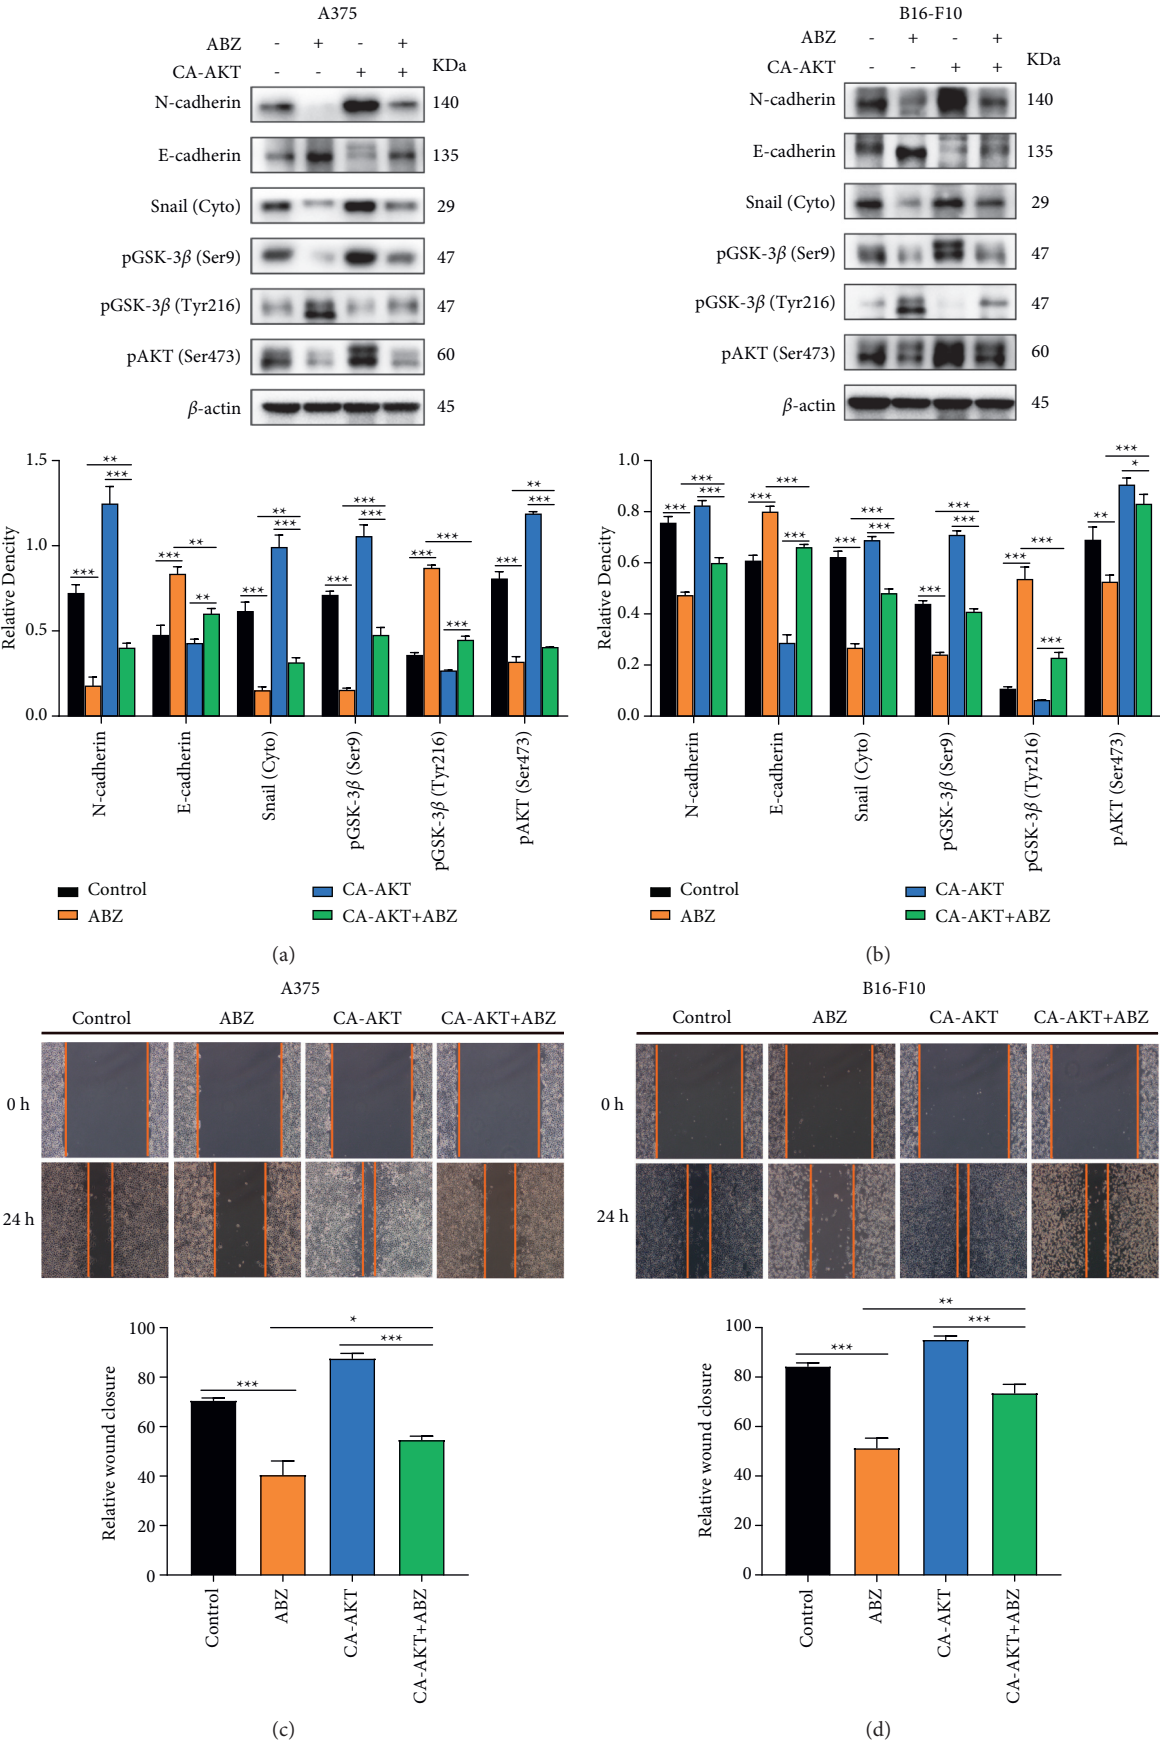 A375
ABZ - + - +
CA-AKT - - + + KDa
N-cadherin 140
E-cadherin 135
Snail (Cyto) 29
pGSK-3β (Ser9) 47
pGSK-3β (Tyr216) 47
pAKT (Ser473) 60
β-actin 45
Relative Dencity
1.5
1.0
0.5
0.0
*** ** ***
*** ** **
*** ** ***
*** *** ***
*** *** ***
*** ** ***
N-cadherin
E-cadherin
Snail (Cyto)
pGSK-3β (Ser9)
pGSK-3β (Tyr216)
pAKT (Ser473)
Control
ABZ
CA-AKT
CA-AKT+ABZ
(a)
B16-F10
ABZ - + - +
CA-AKT - - + + KDa
N-cadherin 140
E-cadherin 135
Snail (Cyto) 29
pGSK-3β (Ser9) 47
pGSK-3β (Tyr216) 47
pAKT (Ser473) 60
β-actin 45
Relative Dencity
1.0
0.8
0.6
0.4
0.2
0.0
*** *** ***
*** *** ***
*** *** ***
*** *** ***
*** *** ***
** *** *
N-cadherin
E-cadherin
Snail (Cyto)
pGSK-3β (Ser9)
pGSK-3β (Tyr216)
pAKT (Ser473)
Control
ABZ
CA-AKT
CA-AKT+ABZ
(b)
A375
Control ABZ CA-AKT CA-AKT+ABZ
0 h
24 h
Relative wound closure
100
80
60
40
20
0
*** * ***
Control
ABZ
CA-AKT
CA-AKT+ABZ
(c)
B16-F10
Control ABZ CA-AKT CA-AKT+ABZ
0 h
24 h
Relative wound closure
100
80
60
40
20
0
*** ** ***
Control
ABZ
CA-AKT
CA-AKT+ABZ
(d)